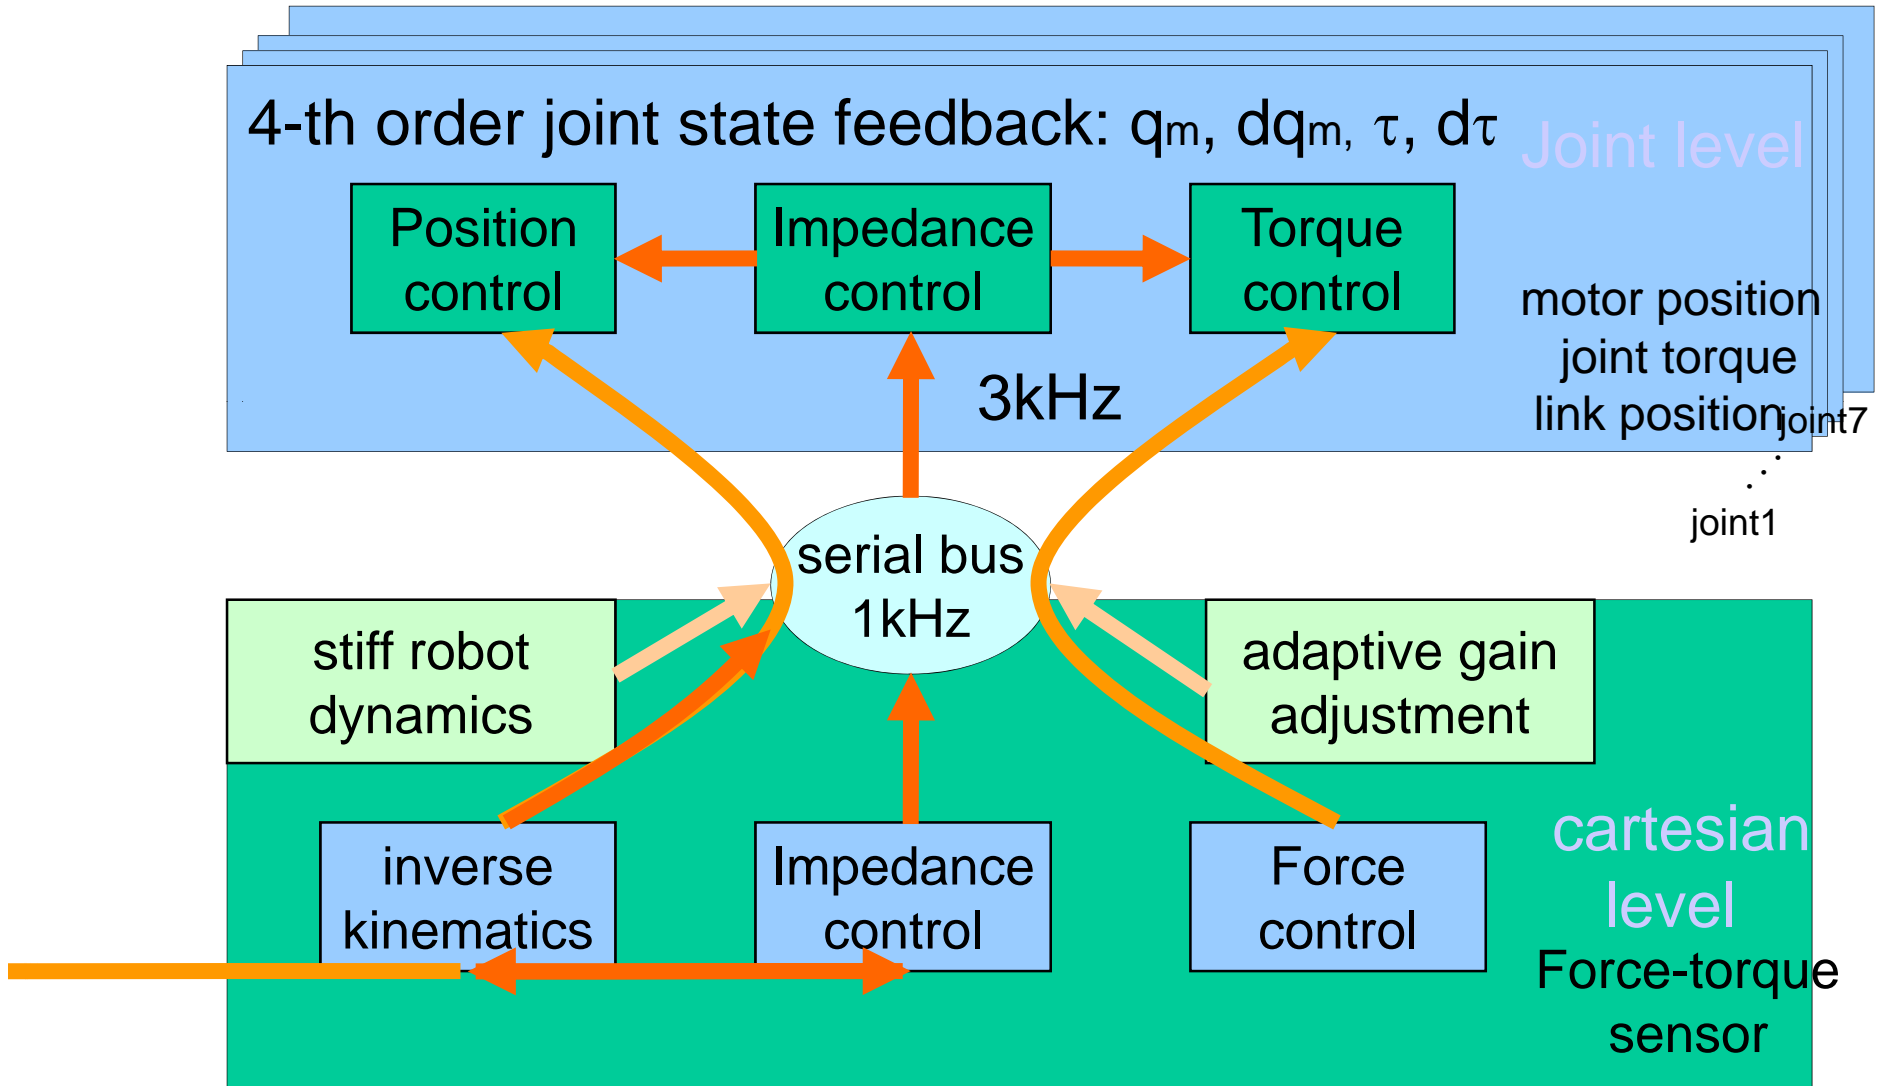 4-th order joint state feedback: qm, dqm, τ, dτ
Joint level
Position
control
Impedance
control
Torque
control
motor position
joint torque
link position
3kHz
joint7
joint1
serial bus
1kHz
stiff robot
dynamics
adaptive gain
adjustment
inverse
kinematics
Impedance
control
Force
control
cartesian
level
Force-torque
sensor